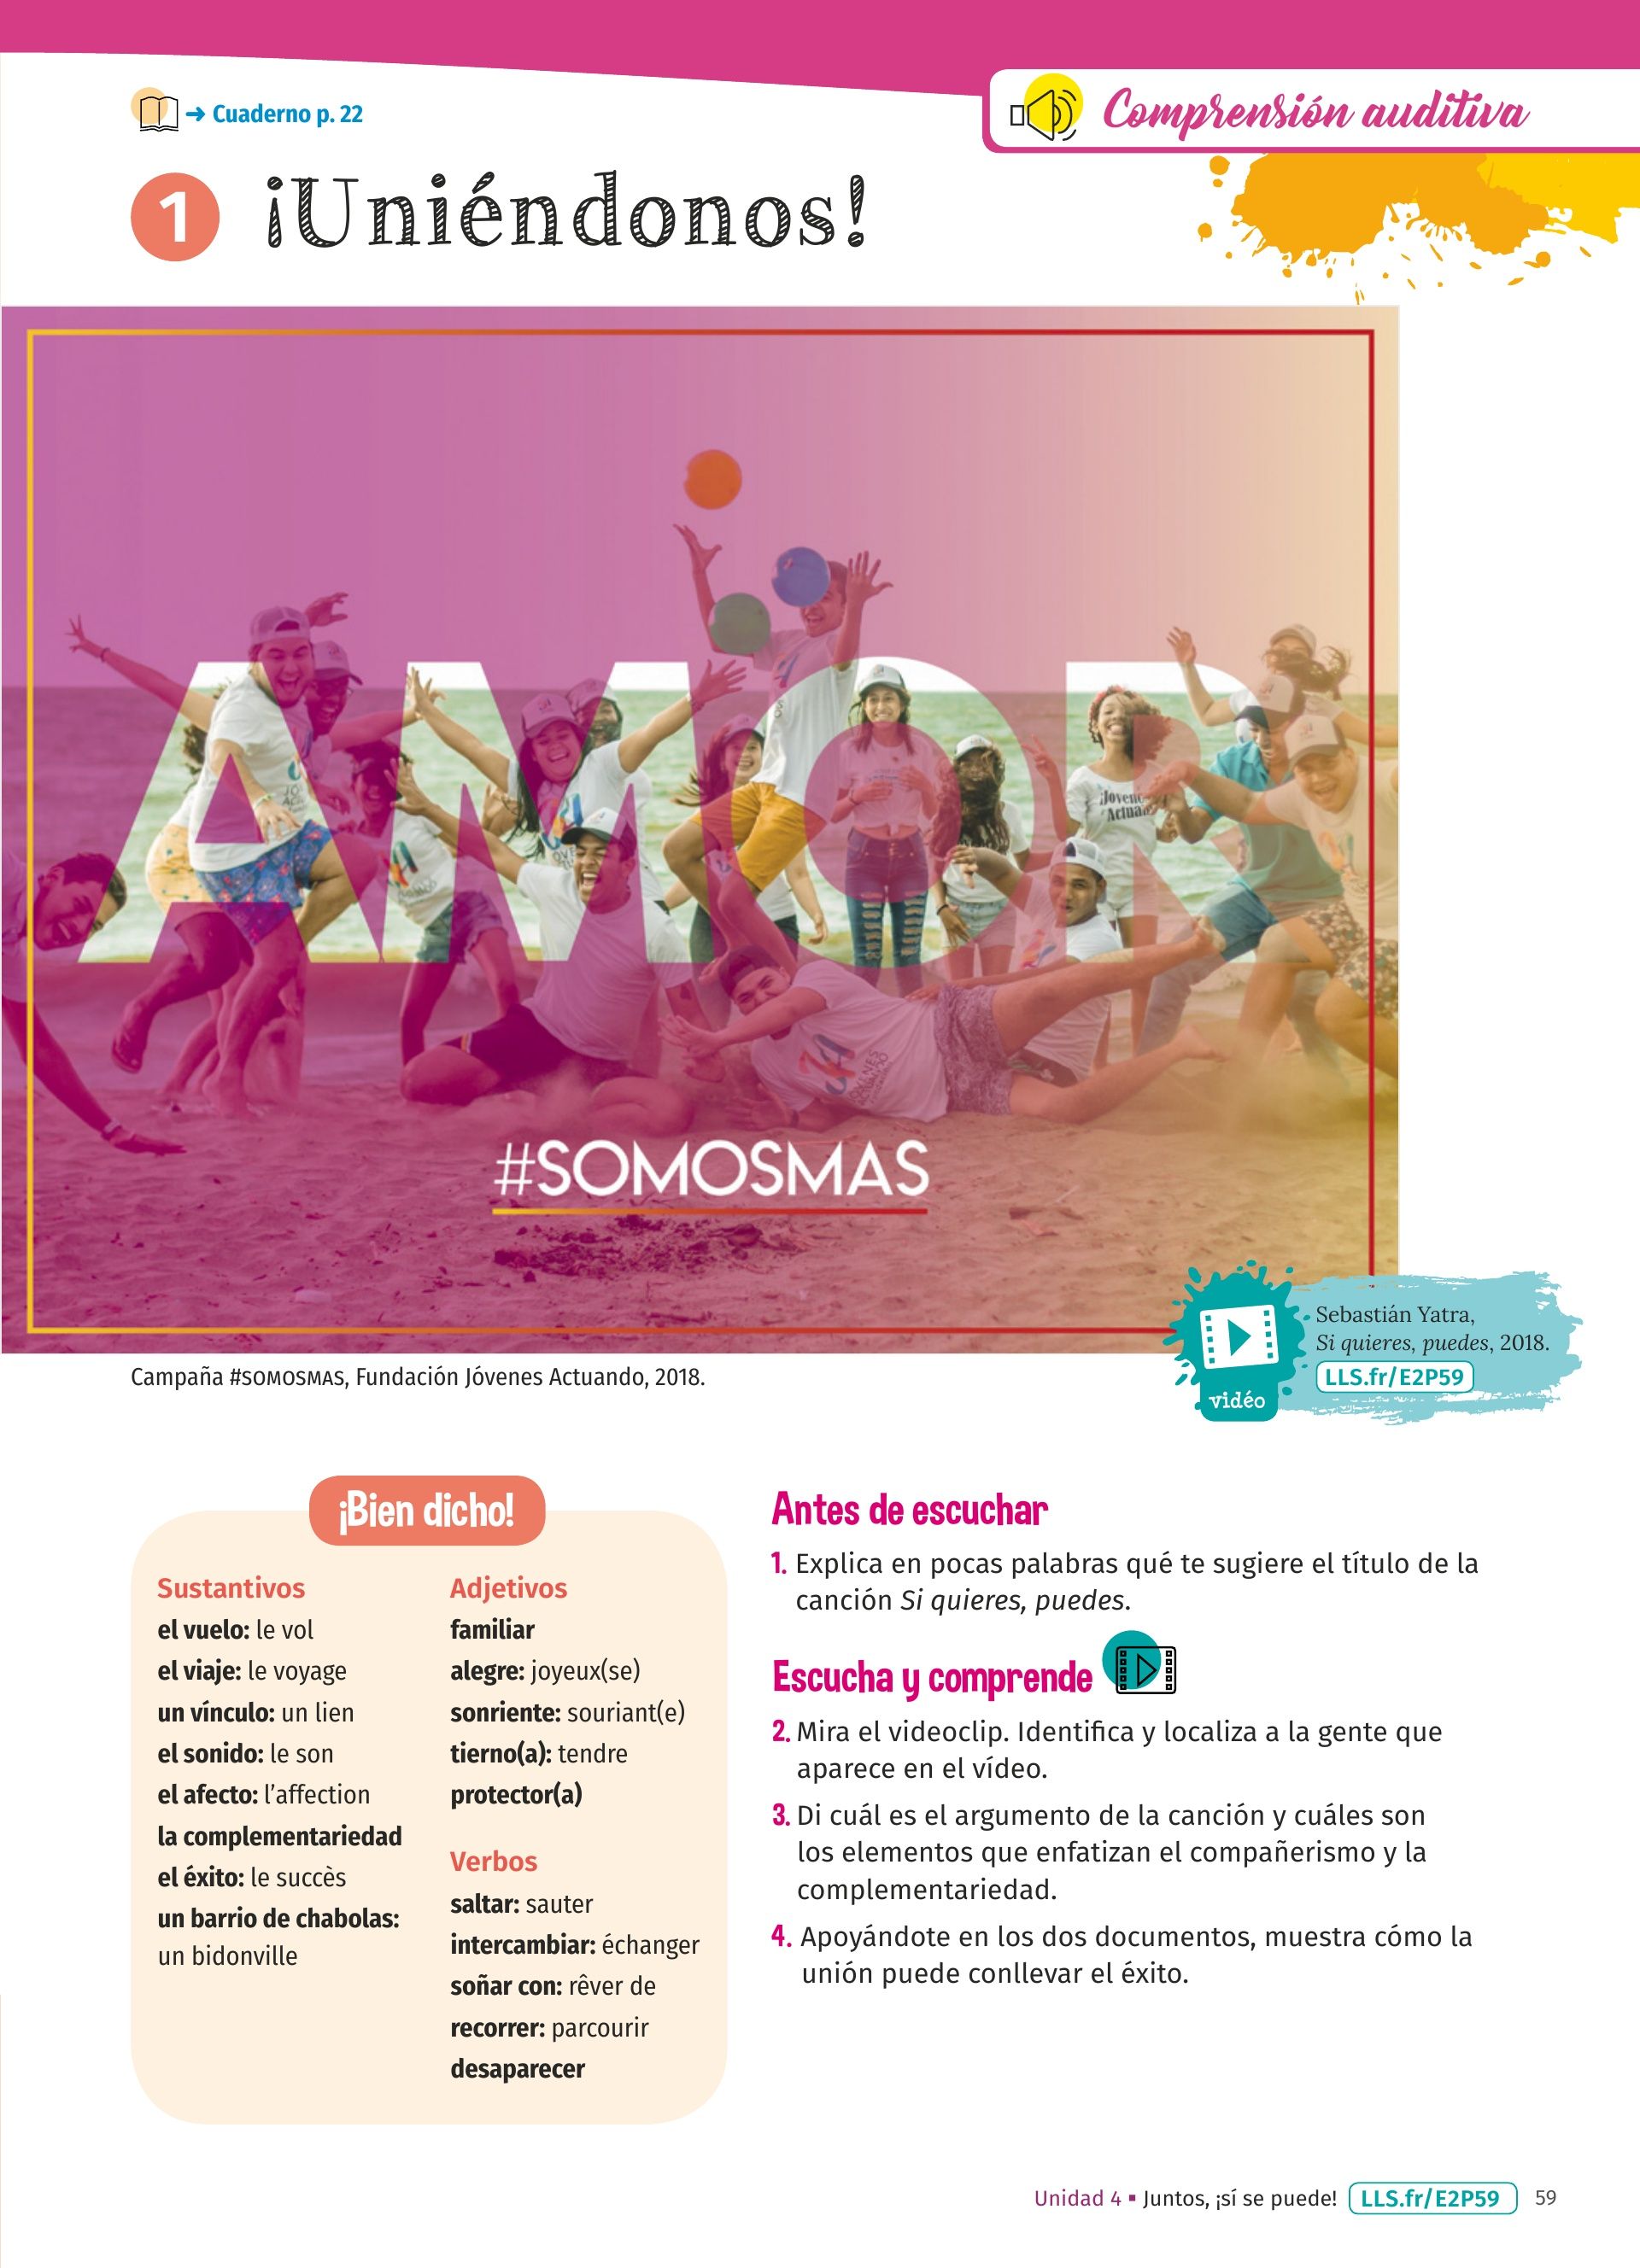 ➜ Cuaderno p. 22
Comprensión auditiva
1 ¡Uniéndonos!
AMOR
¡Jovene
Actua
#SOMOSMAS
Campaña #SOMOSMAS, Fundación Jóvenes Actuando, 2018.
vidéo
Sebastián Yatra,
Si quieres, puedes, 2018.
LLS.fr/E2P59
¡Bien dicho!
Sustantivos
el vuelo: le vol
el viaje: le voyage
un vínculo: un lien
el sonido: le son
el afecto: l’affection
la complementariedad
el éxito: le succès
un barrio de chabolas:
un bidonville
Adjetivos
familiar
alegre: joyeux(se)
sonriente: souriant(e)
tierno(a): tendre
protector(a)
Verbos
saltar: sauter
intercambiar: échanger
soñar con: rêver de
recorrer: parcourir
desaparecer
Antes de escuchar
1. Explica en pocas palabras qué te sugiere el título de la
canción Si quieres, puedes.
Escucha y comprende
2. Mira el videoclip. Identifica y localiza a la gente que
aparece en el vídeo.
3. Di cuál es el argumento de la canción y cuáles son
los elementos que enfatizan el compañerismo y la
complementariedad.
4. Apoyándote en los dos documentos, muestra cómo la
unión puede conllevar el éxito.
Unidad 4 ▪ Juntos, ¡sí se puede! LLS.fr/E2P59 59